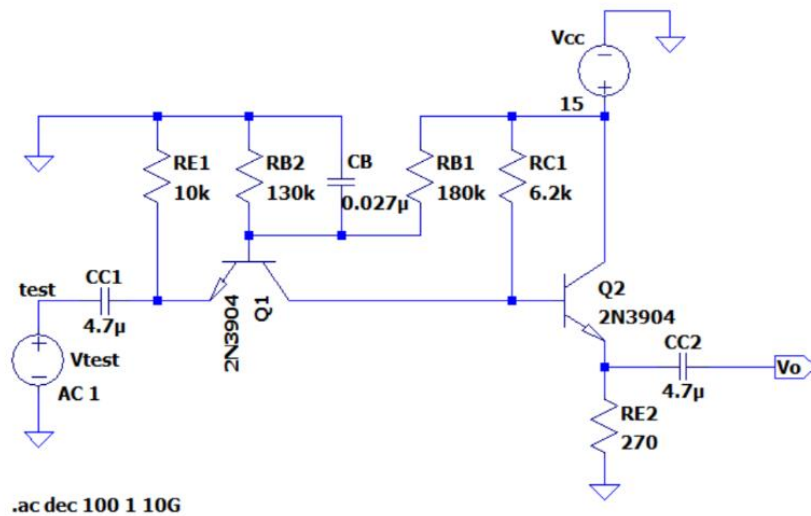 Vcc
15
RE1
10k
RB2
130k
CB
0.027µ
RB1
180k
RC1
6.2k
test
CC1
4.7µ
2N3904
Q1
Q2
2N3904
Vtest
AC 1
CC2
4.7µ
Vo
RE2
270
.ac dec 100 1 10G